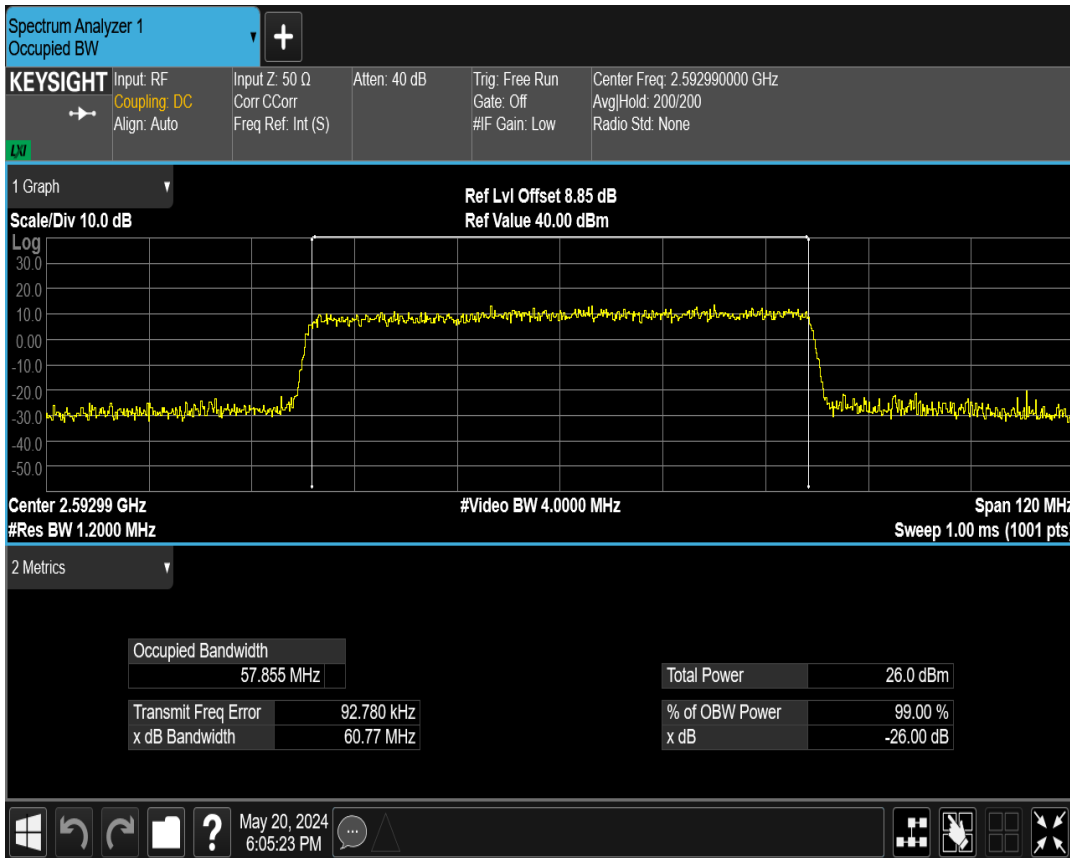 Spectrum Analyzer 1
Occupied BW
+
KEYSIGHT
LXI
Input: RF
Coupling: DC
Align: Auto
Input Z: 50 Ω
Corr CCorr
Freq Ref: Int (S)
Atten: 40 dB
Trig: Free Run
Gate: Off
#IF Gain: Low
Center Freq: 2.592990000 GHz
Avg|Hold: 200/200
Radio Std: None
1 Graph
Scale/Div 10.0 dB
Ref Lvl Offset 8.85 dB
Ref Value 40.00 dBm
Log
30.0
20.0
10.0
0.00
-10.0
-20.0
-30.0
-40.0
-50.0
Center 2.59299 GHz
#Video BW 4.0000 MHz
Span 120 MHz
#Res BW 1.2000 MHz
Sweep 1.00 ms (1001 pts)
2 Metrics
Occupied Bandwidth
57.855 MHz
Total Power 26.0 dBm
Transmit Freq Error 92.780 kHz
% of OBW Power 99.00 %
x dB Bandwidth 60.77 MHz
x dB -26.00 dB
?
May 20, 2024
6:05:23 PM